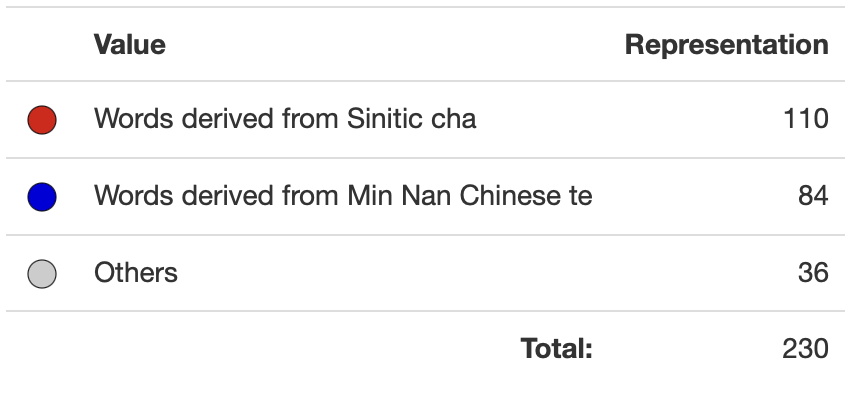 Value Representation
Words derived from Sinitic cha 110
Words derived from Min Nan Chinese te 84
Others 36
Total: 230